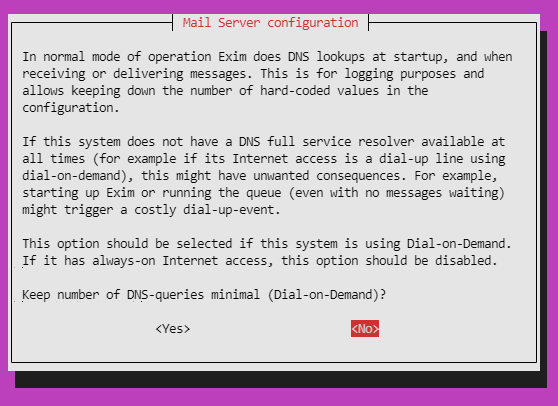 Mail Server configuration
In normal mode of operation Exim does DNS lookups at startup, and when
receiving or delivering messages. This is for logging purposes and
allows keeping down the number of hard-coded values in the
configuration.
If this system does not have a DNS full service resolver available at
all times (for example if its Internet access is a dial-up line using
dial-on-demand), this might have unwanted consequences. For example,
starting up Exim or running the queue (even with no messages waiting)
might trigger a costly dial-up-event.
This option should be selected if this system is using Dial-on-Demand.
If it has always-on Internet access, this option should be disabled.
Keep number of DNS-queries minimal (Dial-on-Demand)?
<Yes> <No>